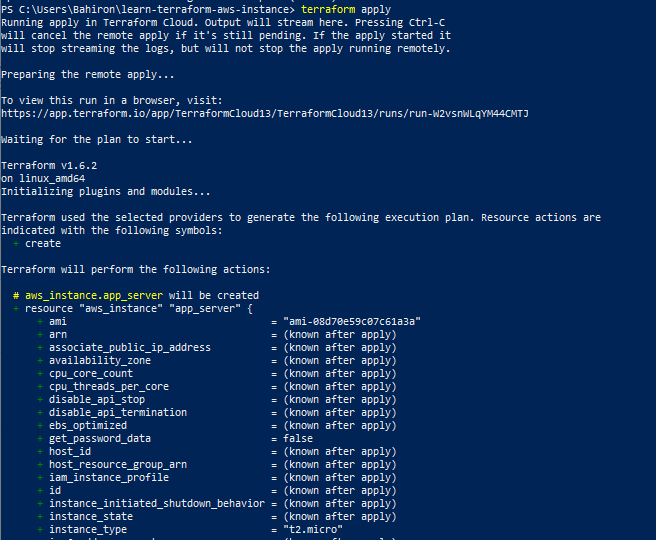 PS C:\Users\Bahiron\learn-terraform-aws-instance> terraform apply
Running apply in Terraform Cloud. Output will stream here. Pressing Ctrl-C
will cancel the remote apply if it's still pending. If the apply started it
will stop streaming the logs, but will not stop the apply running remotely.
Preparing the remote apply...
To view this run in a browser, visit:
https://app.terraform.io/app/TerraformCloud13/TerraformCloud13/runs/run-W2vsnWLqYM44CMTJ
Waiting for the plan to start...
Terraform v1.6.2
on linux_amd64
Initializing plugins and modules...
Terraform used the selected providers to generate the following execution plan. Resource actions are
indicated with the following symbols:
+ create
Terraform will perform the following actions:
# aws_instance.app_server will be created
+ resource "aws_instance" "app_server" {
+ ami = "ami-08d70e59c07c61a3a"
+ arn = (known after apply)
+ associate_public_ip_address = (known after apply)
+ availability_zone = (known after apply)
+ cpu_core_count = (known after apply)
+ cpu_threads_per_core = (known after apply)
+ disable_api_stop = (known after apply)
+ disable_api_termination = (known after apply)
+ ebs_optimized = (known after apply)
+ get_password_data = false
+ host_id = (known after apply)
+ host_resource_group_arn = (known after apply)
+ iam_instance_profile = (known after apply)
+ id = (known after apply)
+ instance_initiated_shutdown_behavior = (known after apply)
+ instance_state = (known after apply)
+ instance_type = "t2.micro"